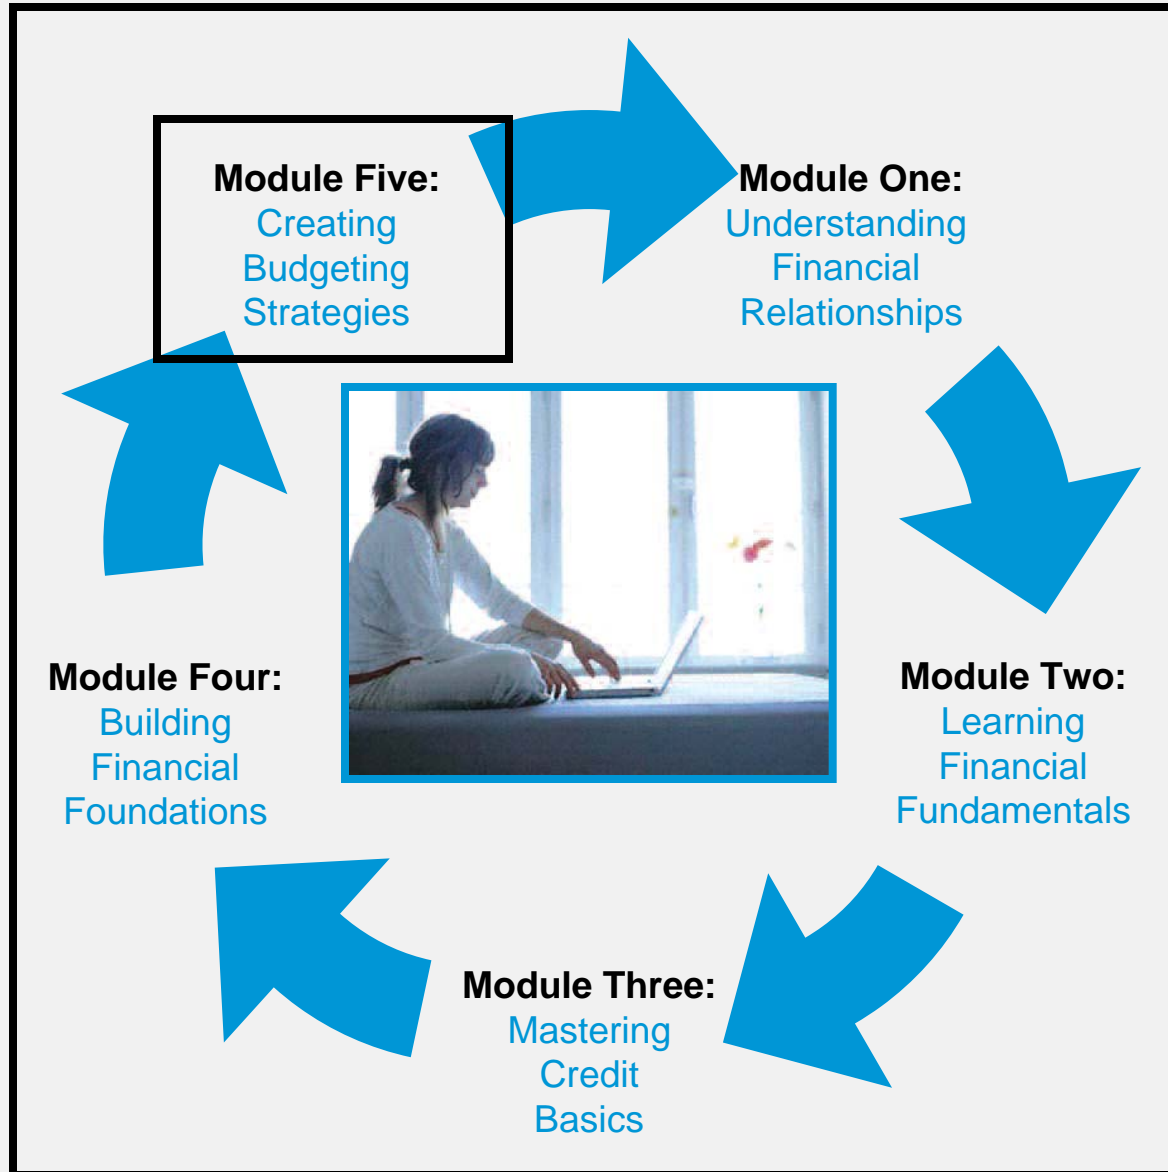 Module Five:
Creating
Budgeting
Strategies
Module One:
Understanding
Financial
Relationships
Module Two:
Learning
Financial
Fundamentals
Module Three:
Mastering
Credit
Basics
Module Four:
Building
Financial
Foundations